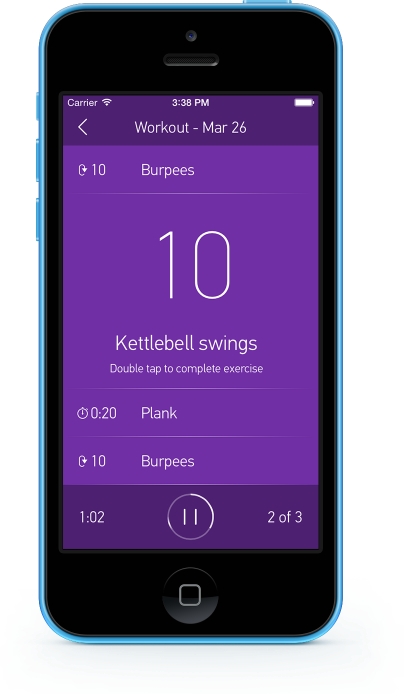 Carrier 3:38 PM
Workout - Mar 26
10 Burpees
10
Kettlebell swings
Double tap to complete exercise
0:20 Plank
10 Burpees
1:02 2 of 3